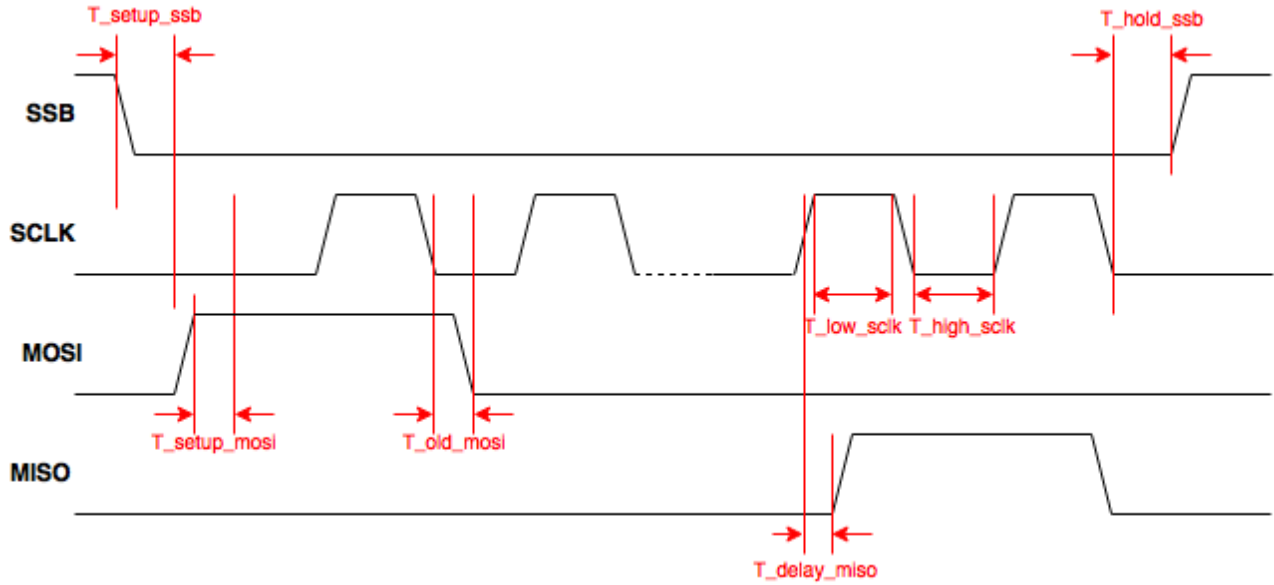 T_setup_ssb
T_hold_ssb
SSB
SCLK
T_low_sclk
T_high_sclk
MOSI
T_setup_mosi
T_old_mosi
MISO
T_delay_miso